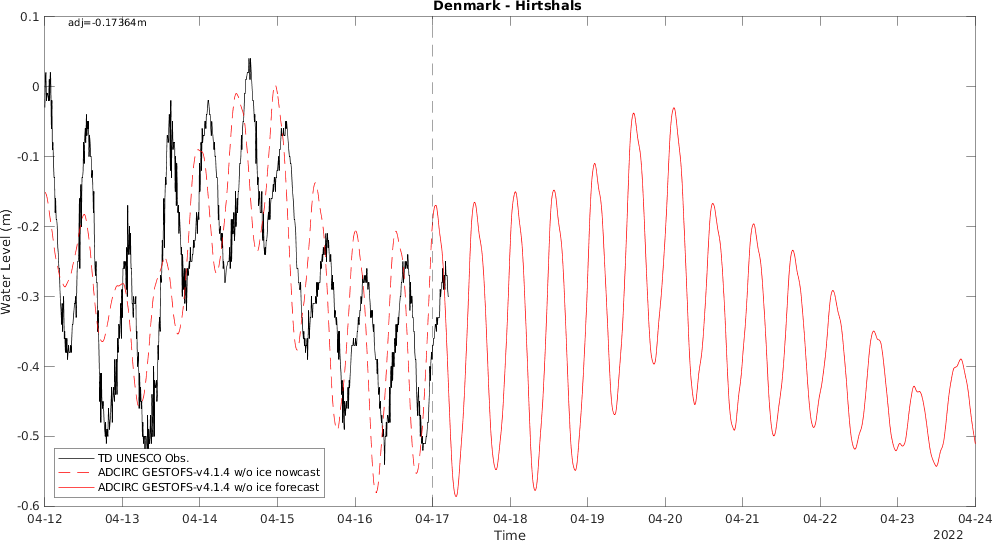 Denmark - Hirtshals
adj=-0.17364m
0.1
0
-0.1
-0.2
-0.3
-0.4
-0.5
-0.6
Water Level (m)
TD UNESCO Obs.
ADCIRC GESTOFS-v4.1.4 w/o ice nowcast
ADCIRC GESTOFS-v4.1.4 w/o ice forecast
04-12 04-13 04-14 04-15 04-16 04-17 04-18 04-19 04-20 04-21 04-22 04-23 04-24
Time
2022